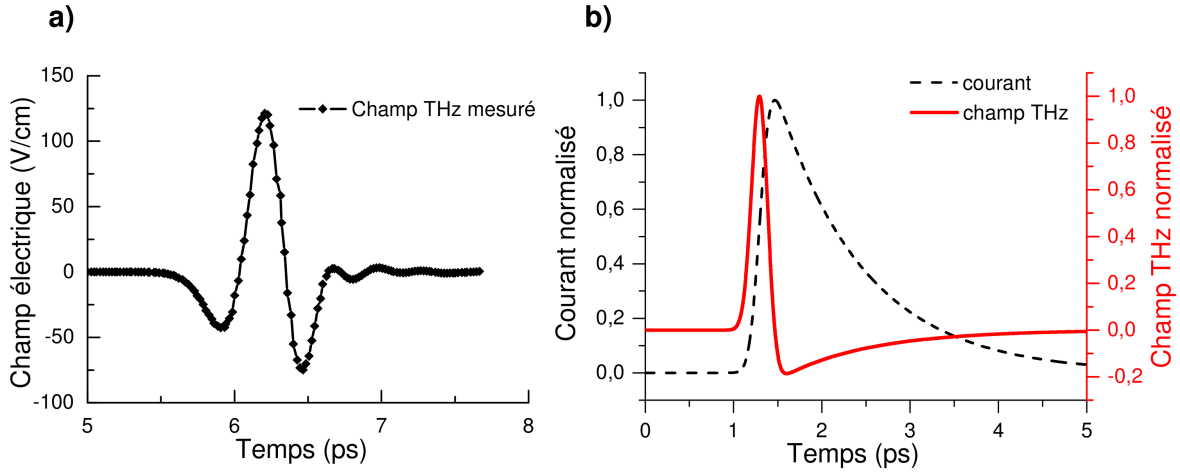 a)
150
100
50
0
-50
-100
5
6
7
8
Champ électrique (V/cm)
Temps (ps)
Champ THz mesuré
b)
1,0
0,8
0,6
0,4
0,2
0,0
0
1
2
3
4
5
Courant normalisé
Temps (ps)
courant
champ THz
1,0
0,8
0,6
0,4
0,2
0,0
-0,2
Champ THz normalisé